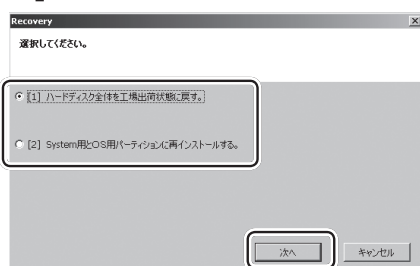 Recovery
選択してください。
[1] ハードディスク全体を工場出荷状態に戻す。
[2] System用とOS用パーティションに再インストールする。
次へ
キャンセル